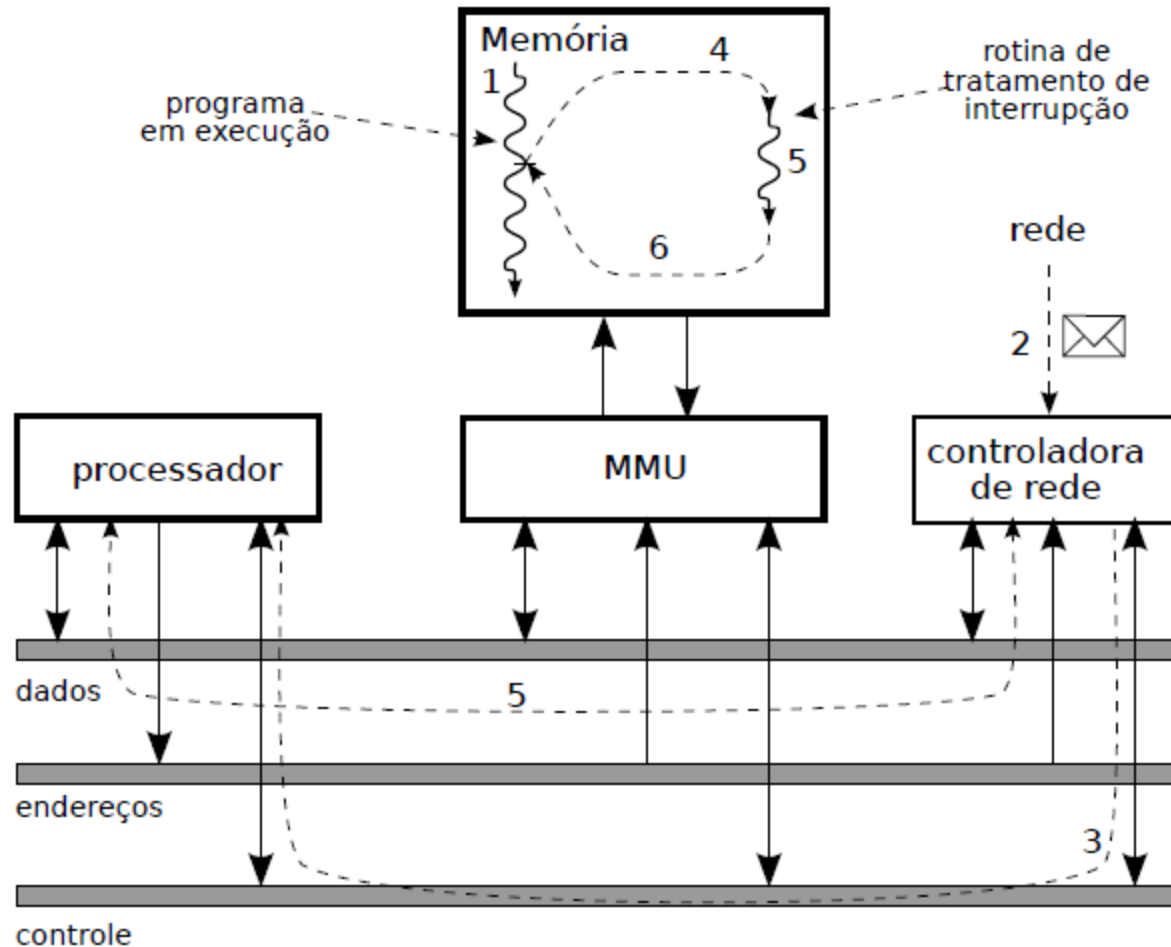 Memória
1
4
rotina de
tratamento de
interrupção
programa
em execução
5
6
rede
2
processador
MMU
controladora
de rede
dados
5
endereços
3
controle